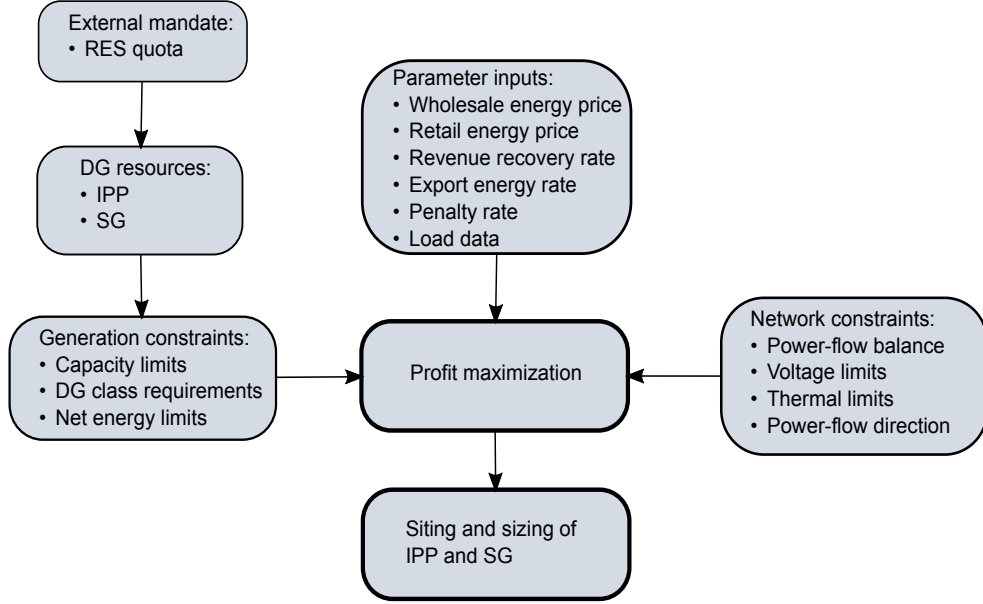 External mandate:
• RES quota
DG resources:
• IPP
• SG
Generation constraints:
• Capacity limits
• DG class requirements
• Net energy limits
Parameter inputs:
• Wholesale energy price
• Retail energy price
• Revenue recovery rate
• Export energy rate
• Penalty rate
• Load data
Profit maximization
Network constraints:
• Power-flow balance
• Voltage limits
• Thermal limits
• Power-flow direction
Siting and sizing of
IPP and SG